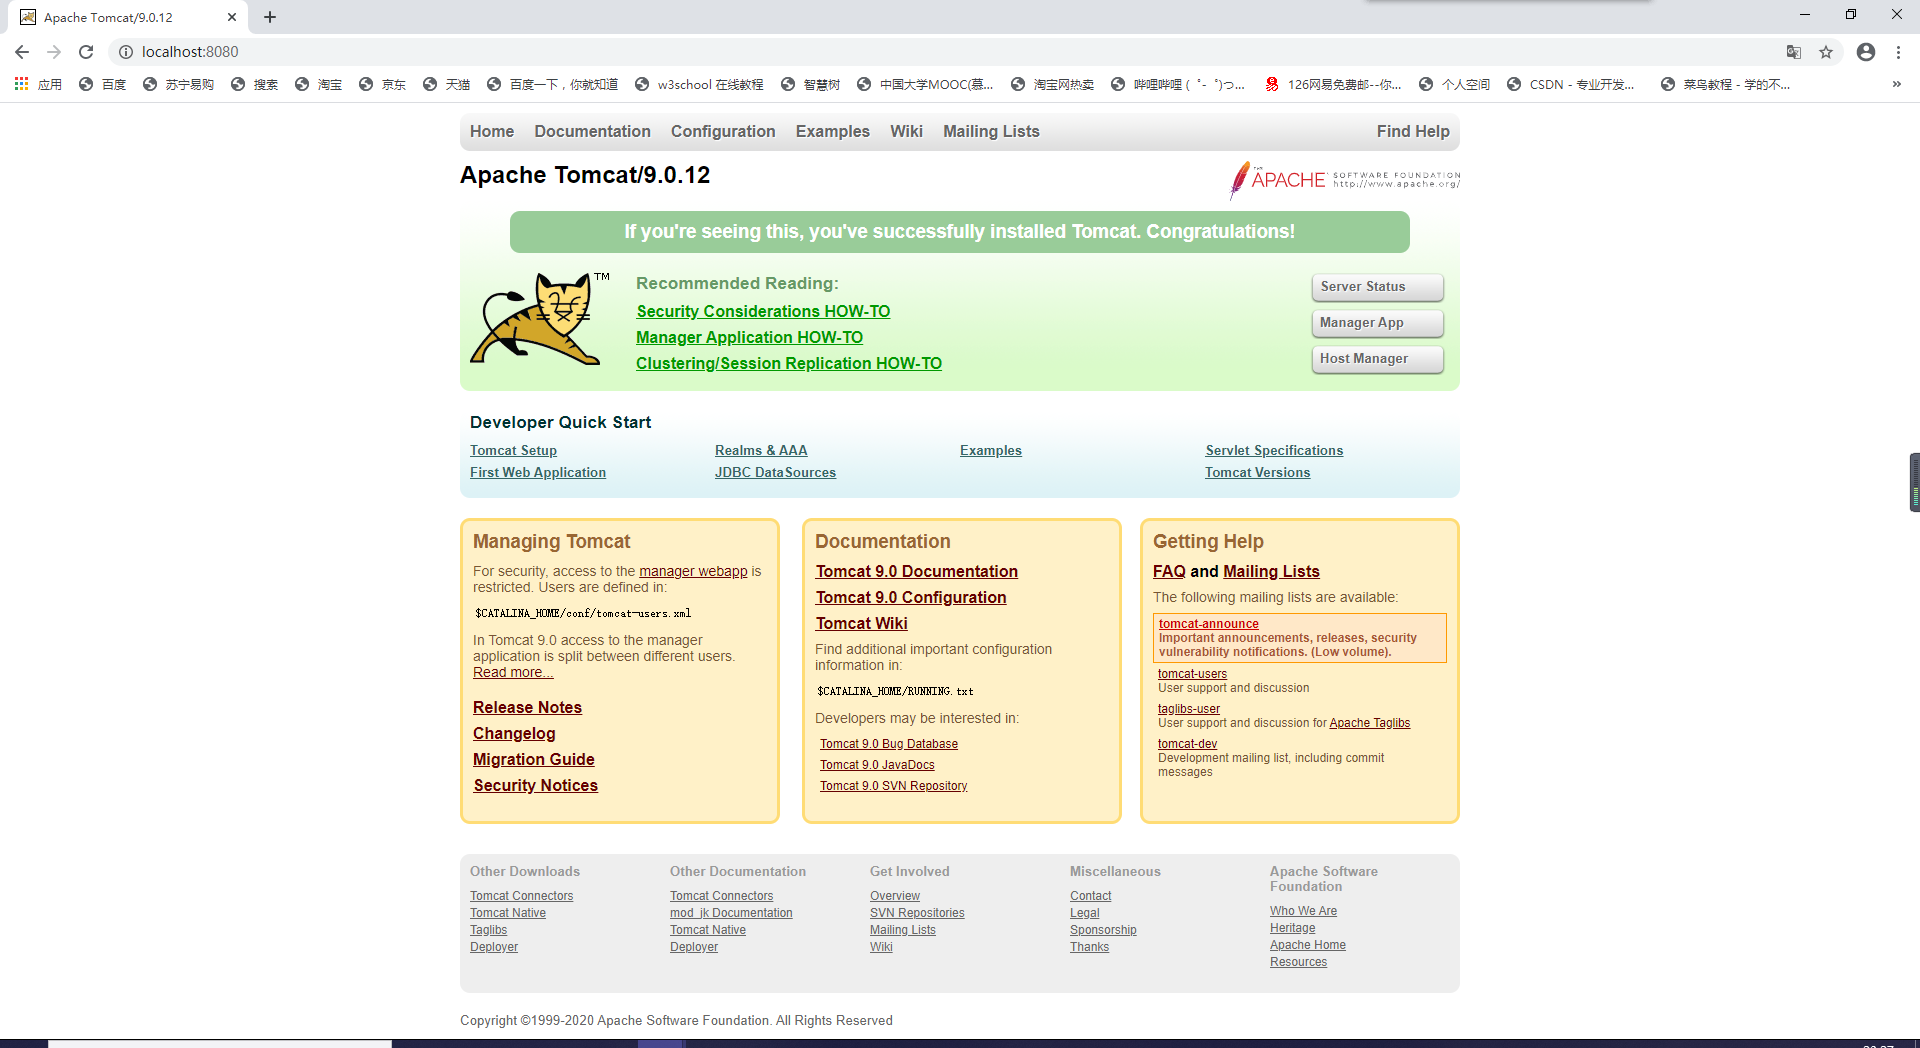 Apache Tomcat/9.0.12
localhost:8080
应用 百度 苏宁易购 搜索 淘宝 京东 天猫 百度一下，你就知道 w3school 在线教程 智慧树 中国大学MOOC(慕... 淘宝网热卖 哔哩哔哩 ( ゜- ゜)つ... 126网易免费邮--你... 个人空间 CSDN - 专业开发... 菜鸟教程 - 学的不... »
Home Documentation Configuration Examples Wiki Mailing Lists Find Help
Apache Tomcat/9.0.12
THE APACHE SOFTWARE FOUNDATION
http://www.apache.org/
If you're seeing this, you've successfully installed Tomcat. Congratulations!
TM
Recommended Reading:
Security Considerations HOW-TO
Manager Application HOW-TO
Clustering/Session Replication HOW-TO
Server Status
Manager App
Host Manager
Developer Quick Start
Tomcat Setup
First Web Application
Realms & AAA
JDBC DataSources
Examples
Servlet Specifications
Tomcat Versions
Managing Tomcat
For security, access to the manager webapp is
restricted. Users are defined in:
$CATALINA_HOME/conf/tomcat-users.xml
In Tomcat 9.0 access to the manager
application is split between different users.
Read more...
Release Notes
Changelog
Migration Guide
Security Notices
Documentation
Tomcat 9.0 Documentation
Tomcat 9.0 Configuration
Tomcat Wiki
Find additional important configuration
information in:
$CATALINA_HOME/RUNNING.txt
Developers may be interested in:
Tomcat 9.0 Bug Database
Tomcat 9.0 JavaDocs
Tomcat 9.0 SVN Repository
Getting Help
FAQ and Mailing Lists
The following mailing lists are available:
tomcat-announce
Important announcements, releases, security
vulnerability notifications. (Low volume).
tomcat-users
User support and discussion
taglibs-user
User support and discussion for Apache Taglibs
tomcat-dev
Development mailing list, including commit
messages
Other Downloads
Tomcat Connectors
Tomcat Native
Taglibs
Deployer
Other Documentation
Tomcat Connectors
mod_jk Documentation
Tomcat Native
Deployer
Get Involved
Overview
SVN Repositories
Mailing Lists
Wiki
Miscellaneous
Contact
Legal
Sponsorship
Thanks
Apache Software
Foundation
Who We Are
Heritage
Apache Home
Resources
Copyright ©1999-2020 Apache Software Foundation. All Rights Reserved